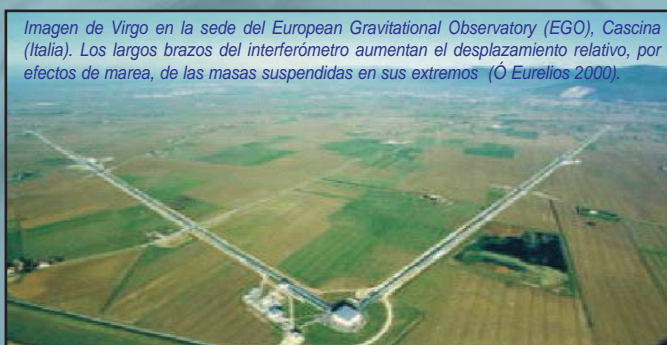 Imagen de Virgo en la sede del European Gravitational Observatory (EGO), Cascina
(Italia). Los largos brazos del interferómetro aumentan el desplazamiento relativo, por
efectos de marea, de las masas suspendidas en sus extremos (Ó Eurelios 2000).